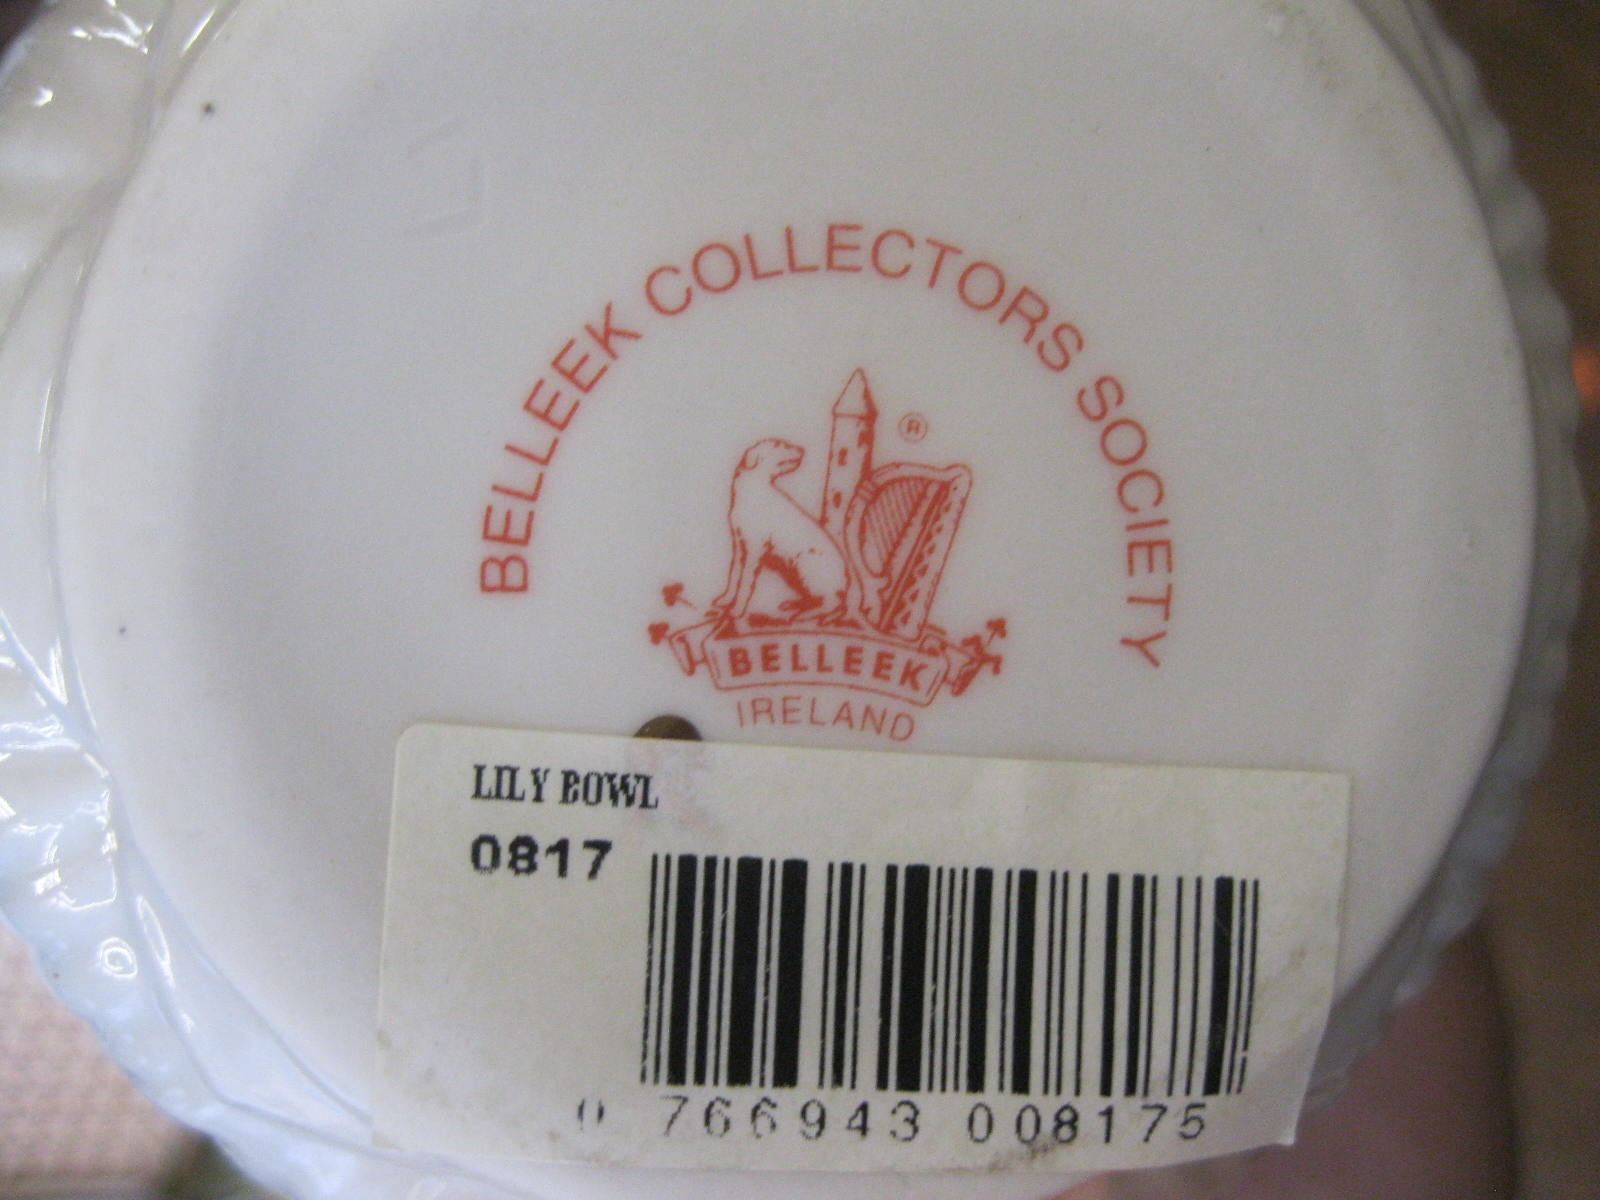 BELLEEK COLLECTORS SOCIETY
®
BELLEEK
IRELAND
LILY BOWL
0817
0 766943 008175